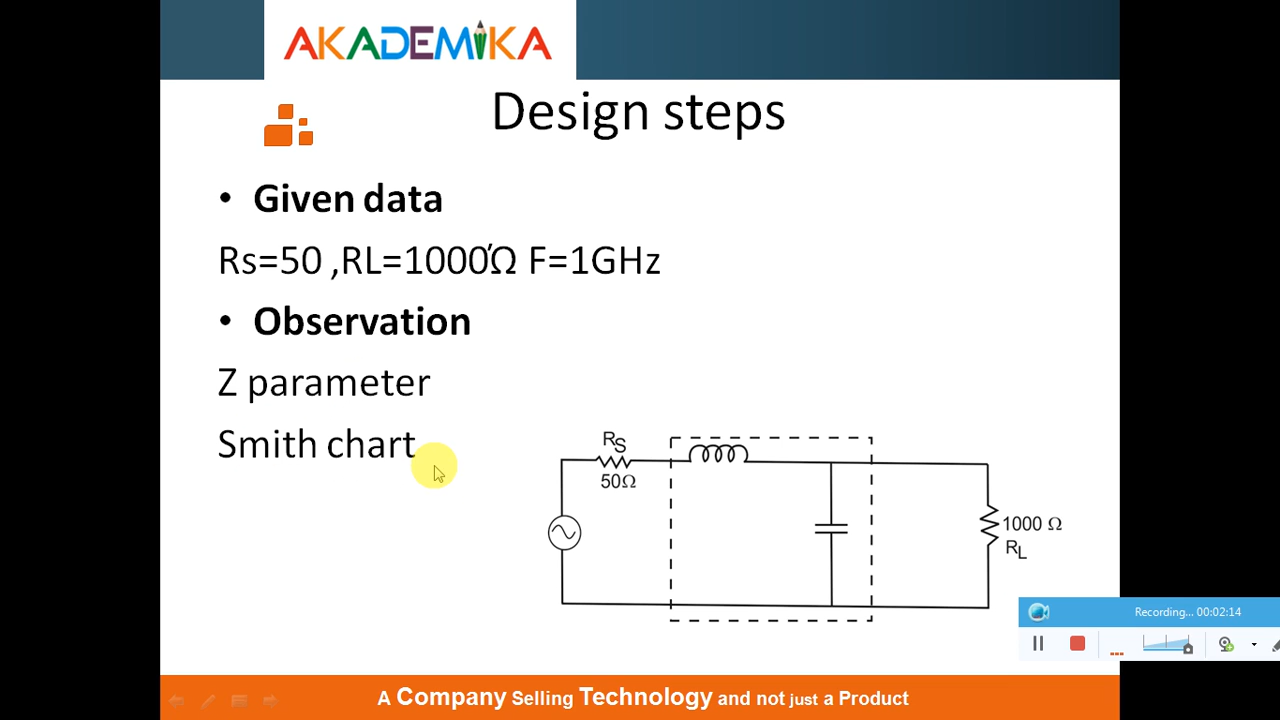 AKADEMIKA
Design steps
• Given data
Rs=50 ,RL=1000Ώ F=1GHz
• Observation
Z parameter
Smith chart
RS
50Ω
1000 Ω
RL
Recording... 00:02:14
A Company Selling Technology and not just a Product